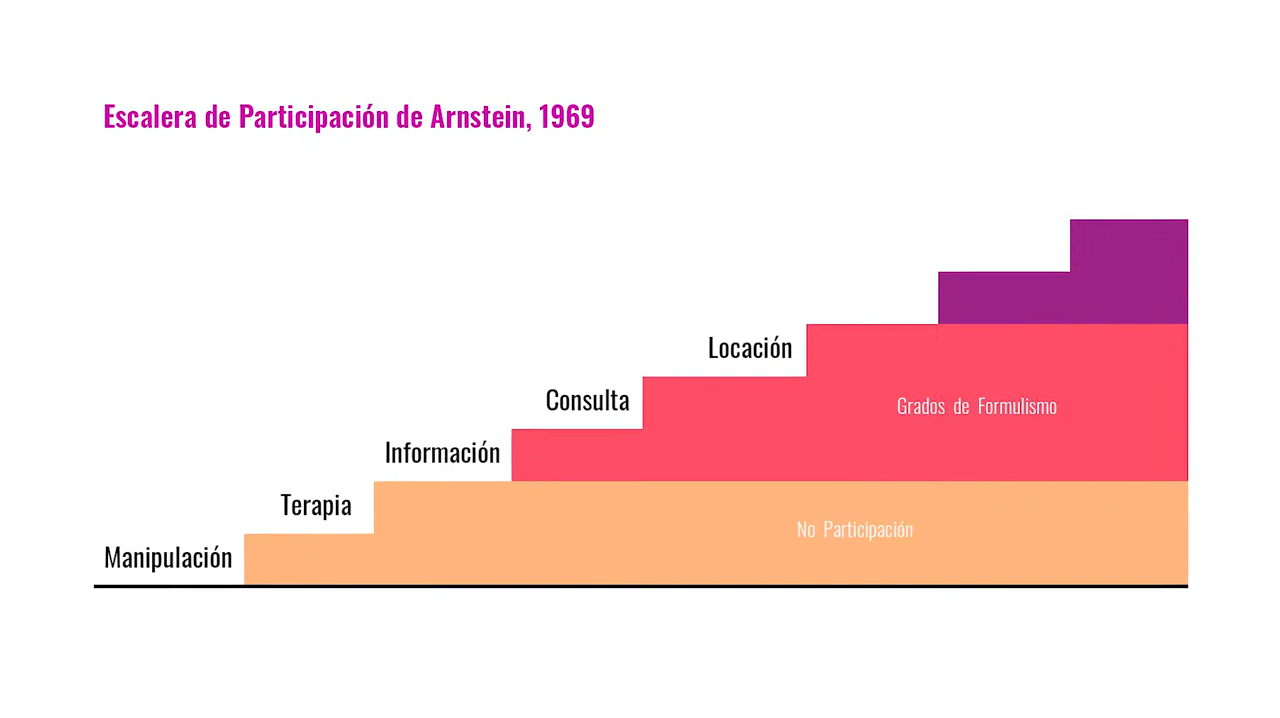 Escalera de Participación de Arnstein, 1969
Locación
Consulta
Grados de Formulismo
Información
Terapia
No Participación
Manipulación